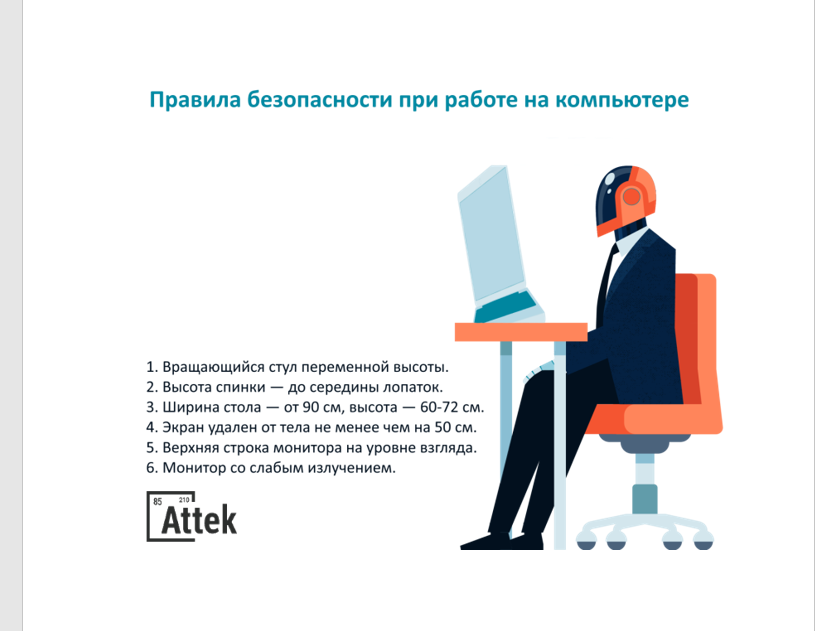 Правила безопасности при работе на компьютере
1. Вращающийся стул переменной высоты.
2. Высота спинки — до середины лопаток.
3. Ширина стола — от 90 см, высота — 60-72 см.
4. Экран удален от тела не менее чем на 50 см.
5. Верхняя строка монитора на уровне взгляда.
6. Монитор со слабым излучением.
85 210
Attek